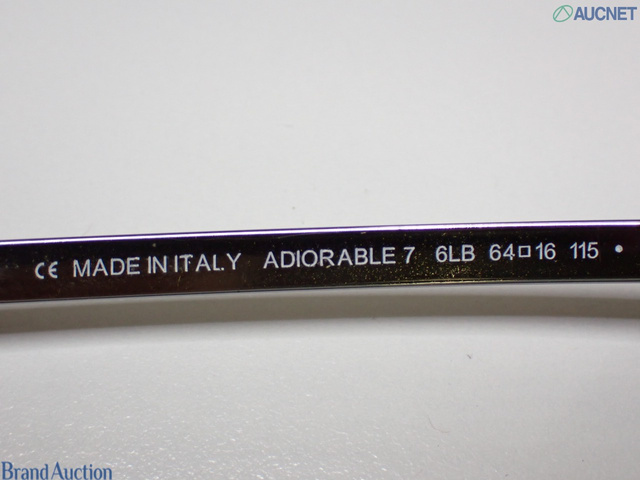 AUCNET
CE MADE IN ITALY ADIORABLE 7 6LB 64□16 115 •
Brand Auction